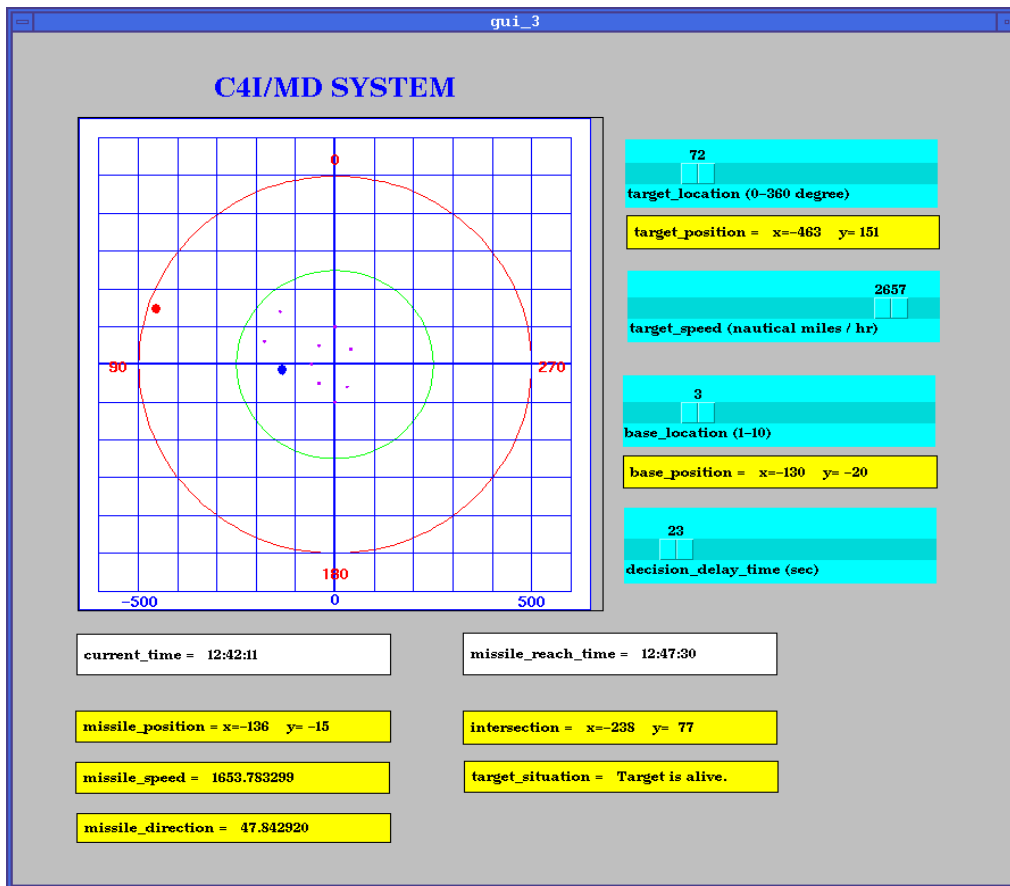 gui_3
C4I/MD SYSTEM
0
90
270
180
-500 0 500
72
target_location (0-360 degree)
target_position = x=-463 y= 151
2657
target_speed (nautical miles / hr)
3
base_location (1-10)
base_position = x=-130 y= -20
23
decision_delay_time (sec)
current_time = 12:42:11
missile_reach_time = 12:47:30
missile_position = x=-136 y= -15
intersection = x=-238 y= 77
missile_speed = 1653.783299
target_situation = Target is alive.
missile_direction = 47.842920